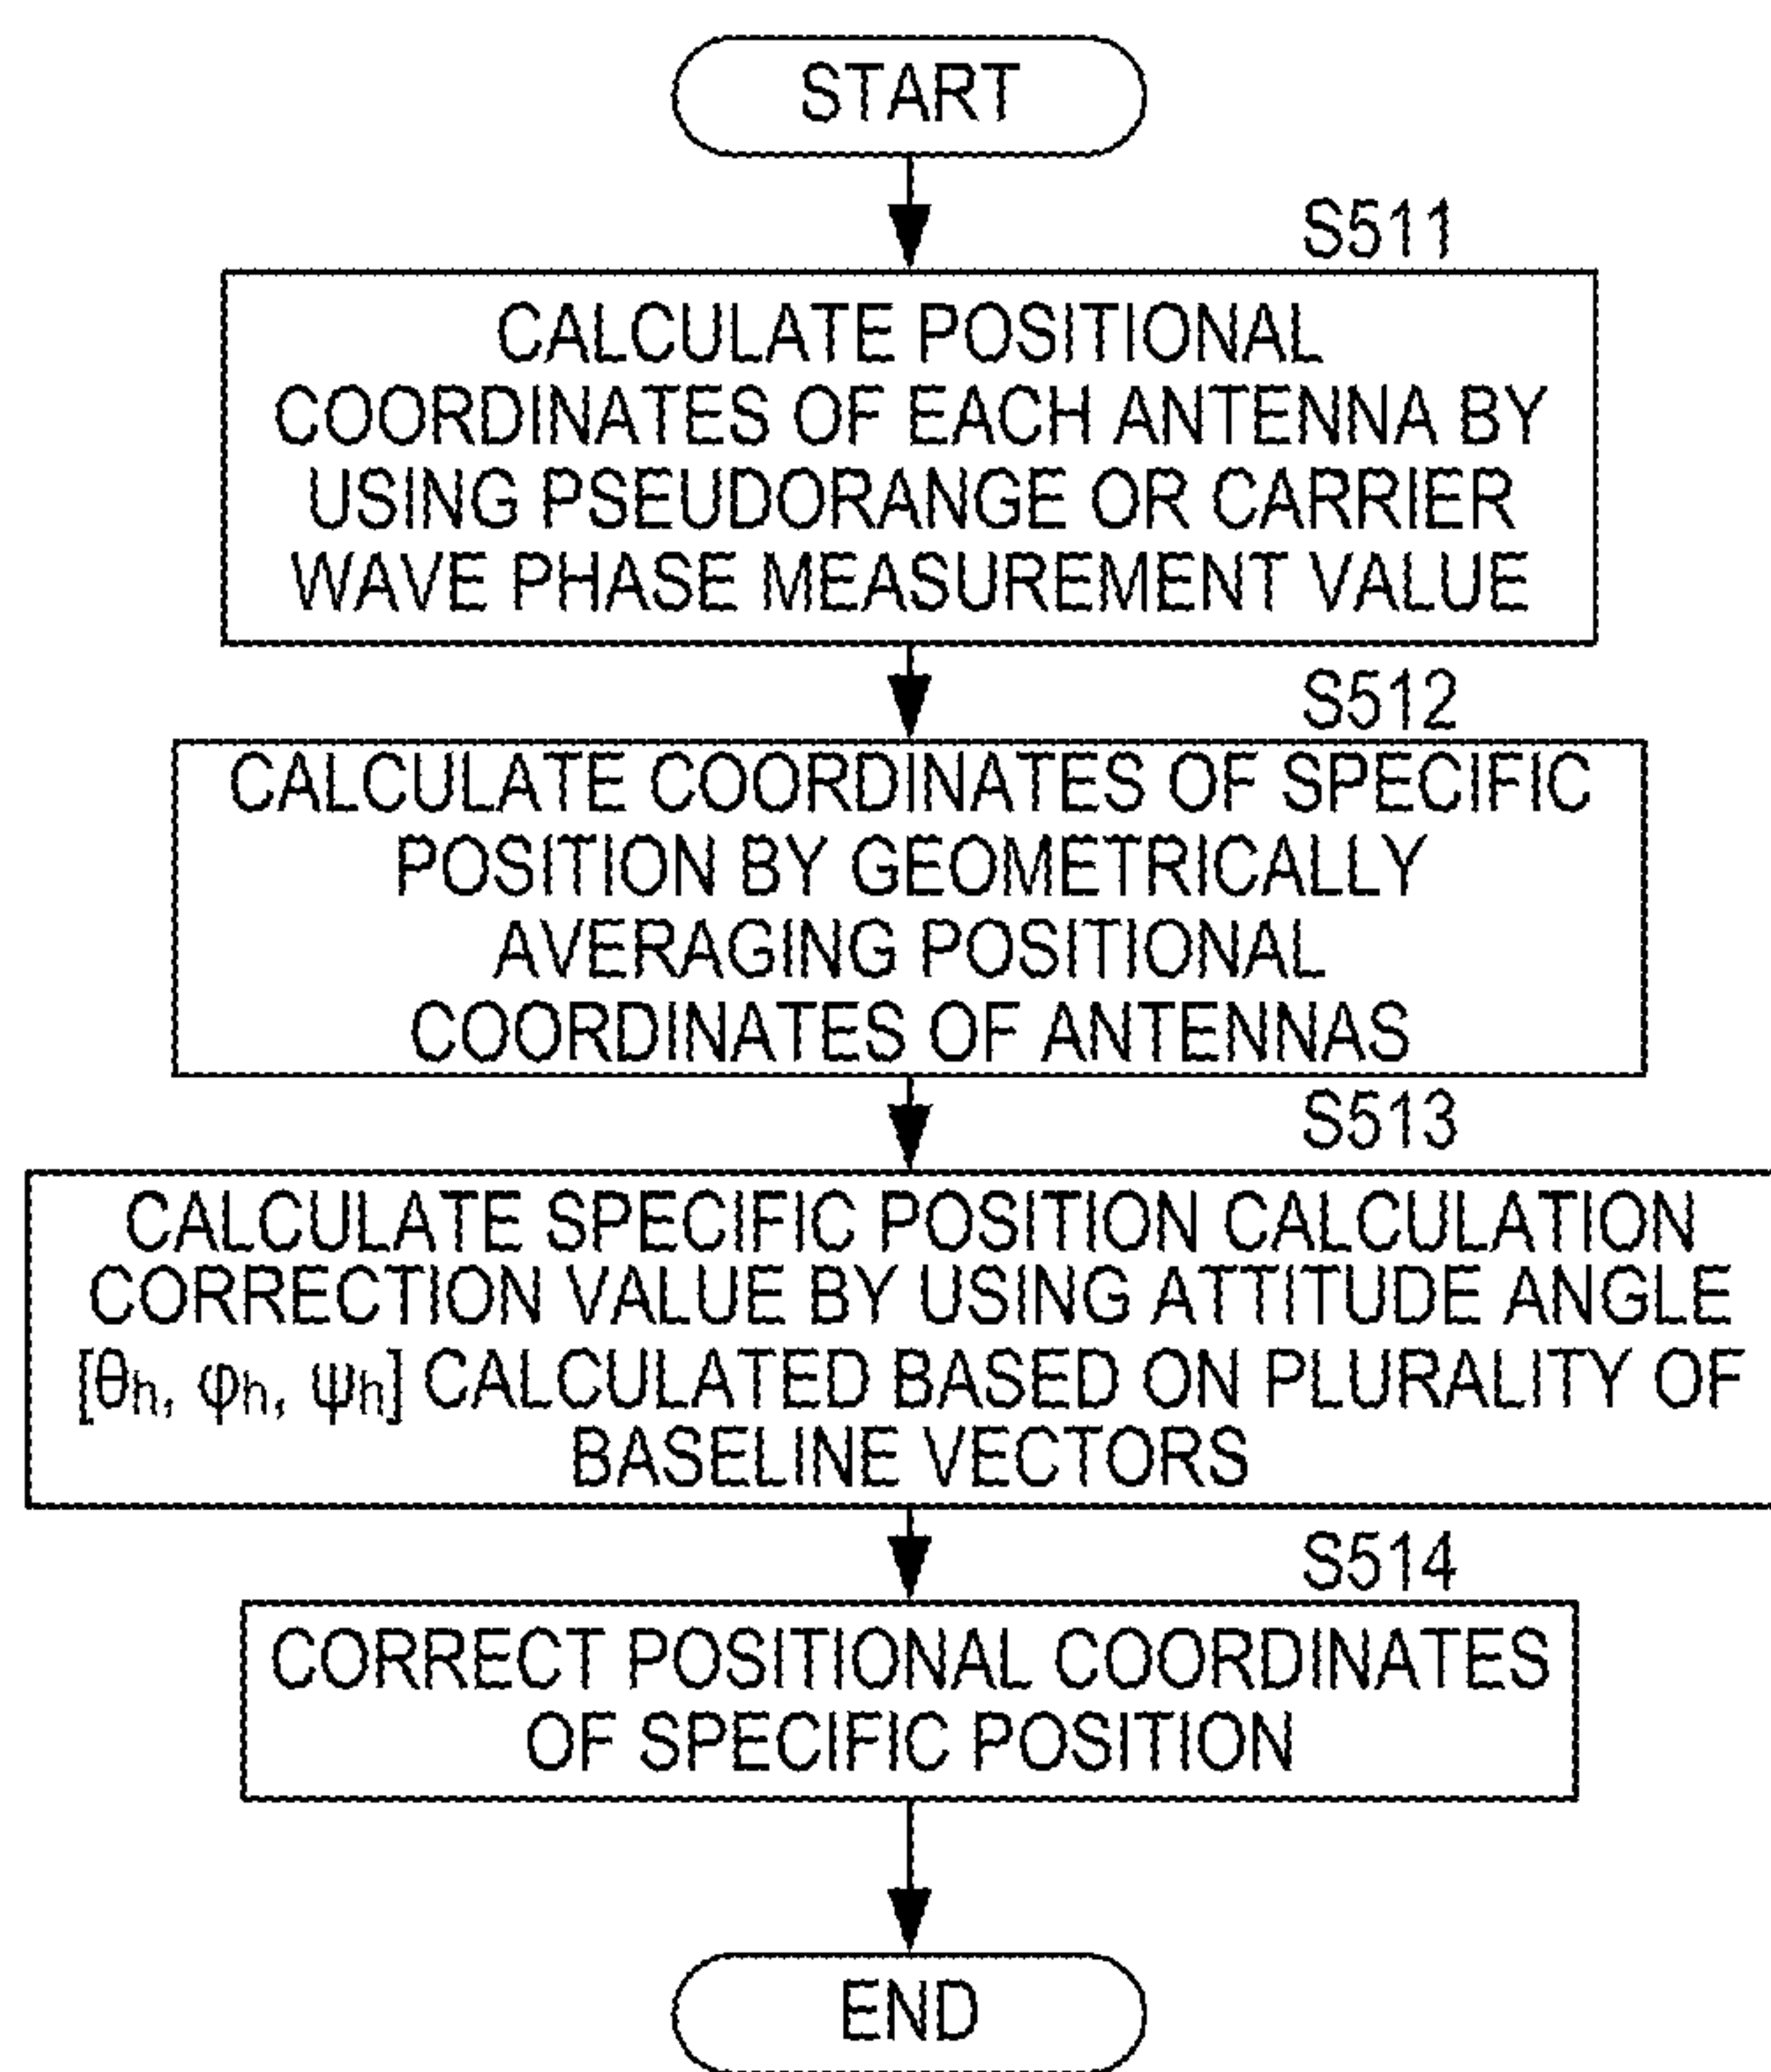 START
S511
CALCULATE POSITIONAL
COORDINATES OF EACH ANTENNA BY
USING PSEUDORANGE OR CARRIER
WAVE PHASE MEASUREMENT VALUE
S512
CALCULATE COORDINATES OF SPECIFIC
POSITION BY GEOMETRICALLY
AVERAGING POSITIONAL
COORDINATES OF ANTENNAS
S513
CALCULATE SPECIFIC POSITION CALCULATION
CORRECTION VALUE BY USING ATTITUDE ANGLE
[θh, φh, ψh] CALCULATED BASED ON PLURALITY OF
BASELINE VECTORS
S514
CORRECT POSITIONAL COORDINATES
OF SPECIFIC POSITION
END